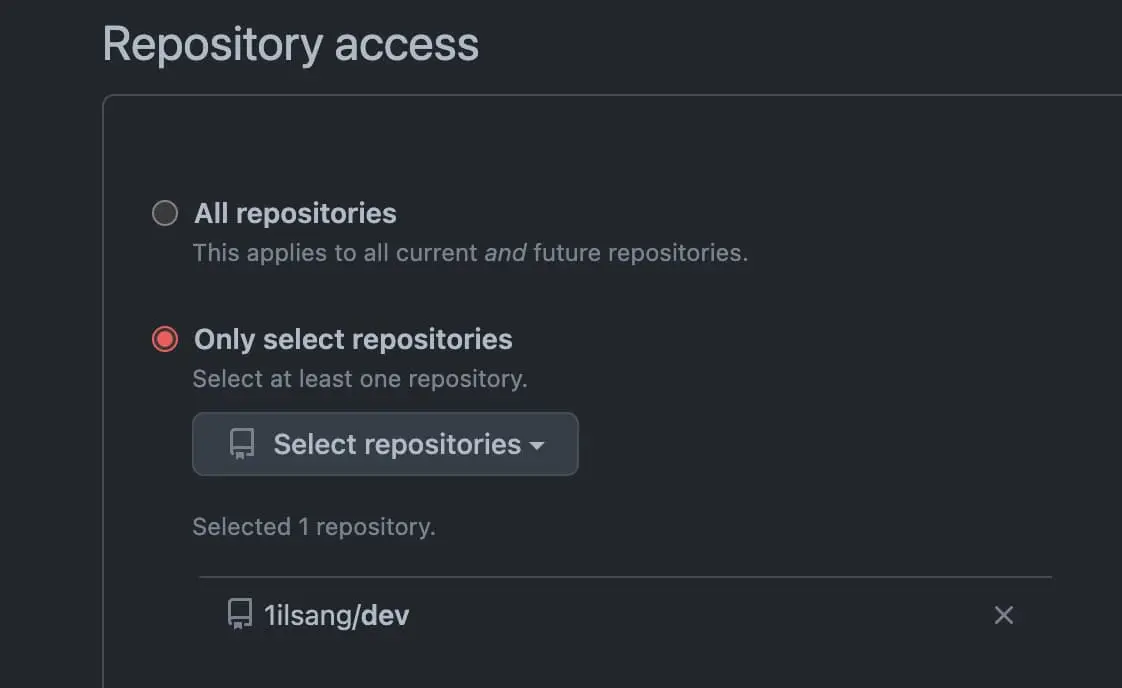 Repository access
All repositories
This applies to all current and future repositories.
Only select repositories
Select at least one repository.
Select repositories
Selected 1 repository.
1ilsang/dev